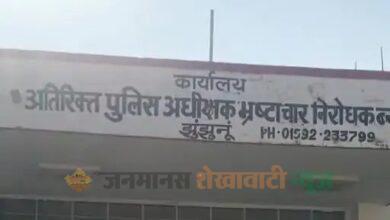 कार्यालय
अतिरिक्त पुलिस अधीक्षक भ्रष्टाचार निरोधक
झुंझुनूं PH-01592-233799
जनमानस शेखावाटी न्यूज